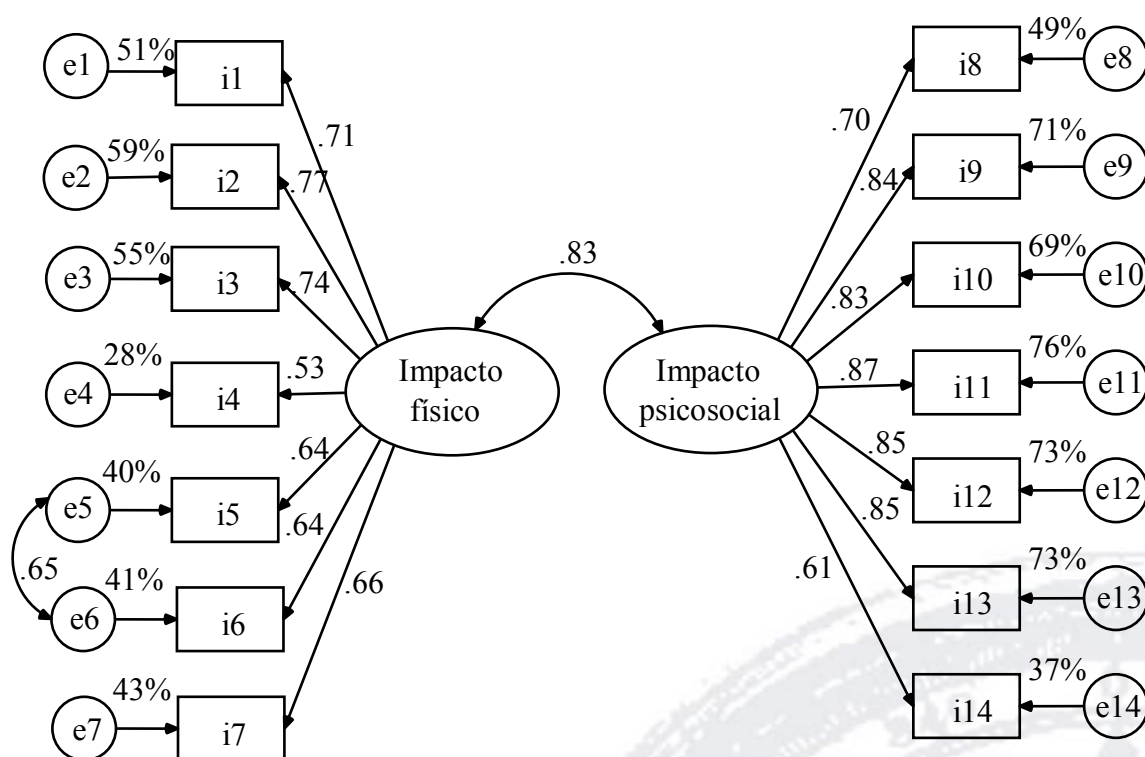 51%
e1
i1
.71
59%
e2
i2
.77
55%
e3
i3
.74
28%
e4
i4
.53
40%
e5
i5
.64
.65
41%
e6
i6
.64
43%
e7
i7
.66
Impacto
físico
.83
Impacto
psicosocial
.70
i8
49%
e8
.84
i9
71%
e9
.83
i10
69%
e10
.87
i11
76%
e11
.85
i12
73%
e12
.85
i13
73%
e13
.61
i14
37%
e14